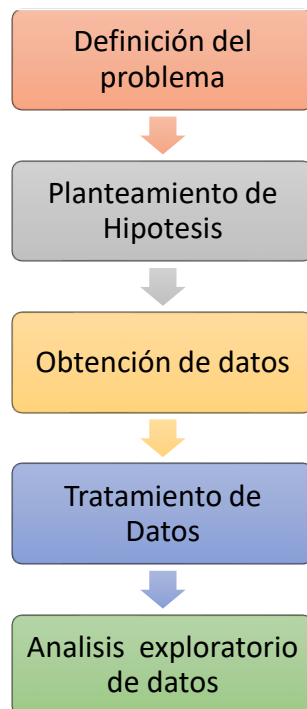 Definición del
problema
Planteamiento de
Hipotesis
Obtención de datos
Tratamiento de
Datos
Analisis exploratorio
de datos